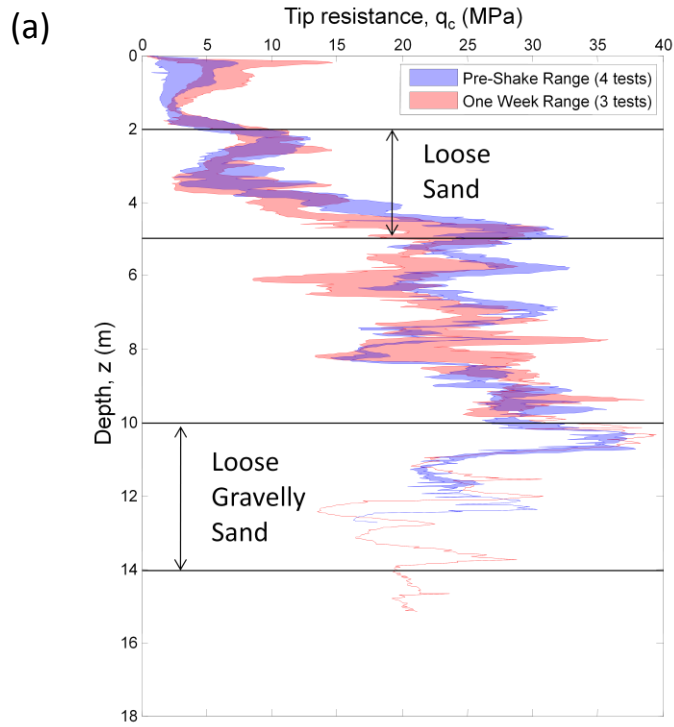 (a)
Tip resistance, q_c (MPa)
0 5 10 15 20 25 30 35 40
Pre-Shake Range (4 tests)
One Week Range (3 tests)
0
2
4
6
8
10
12
14
16
18
Depth, z (m)
Loose
Sand
Loose
Gravelly
Sand